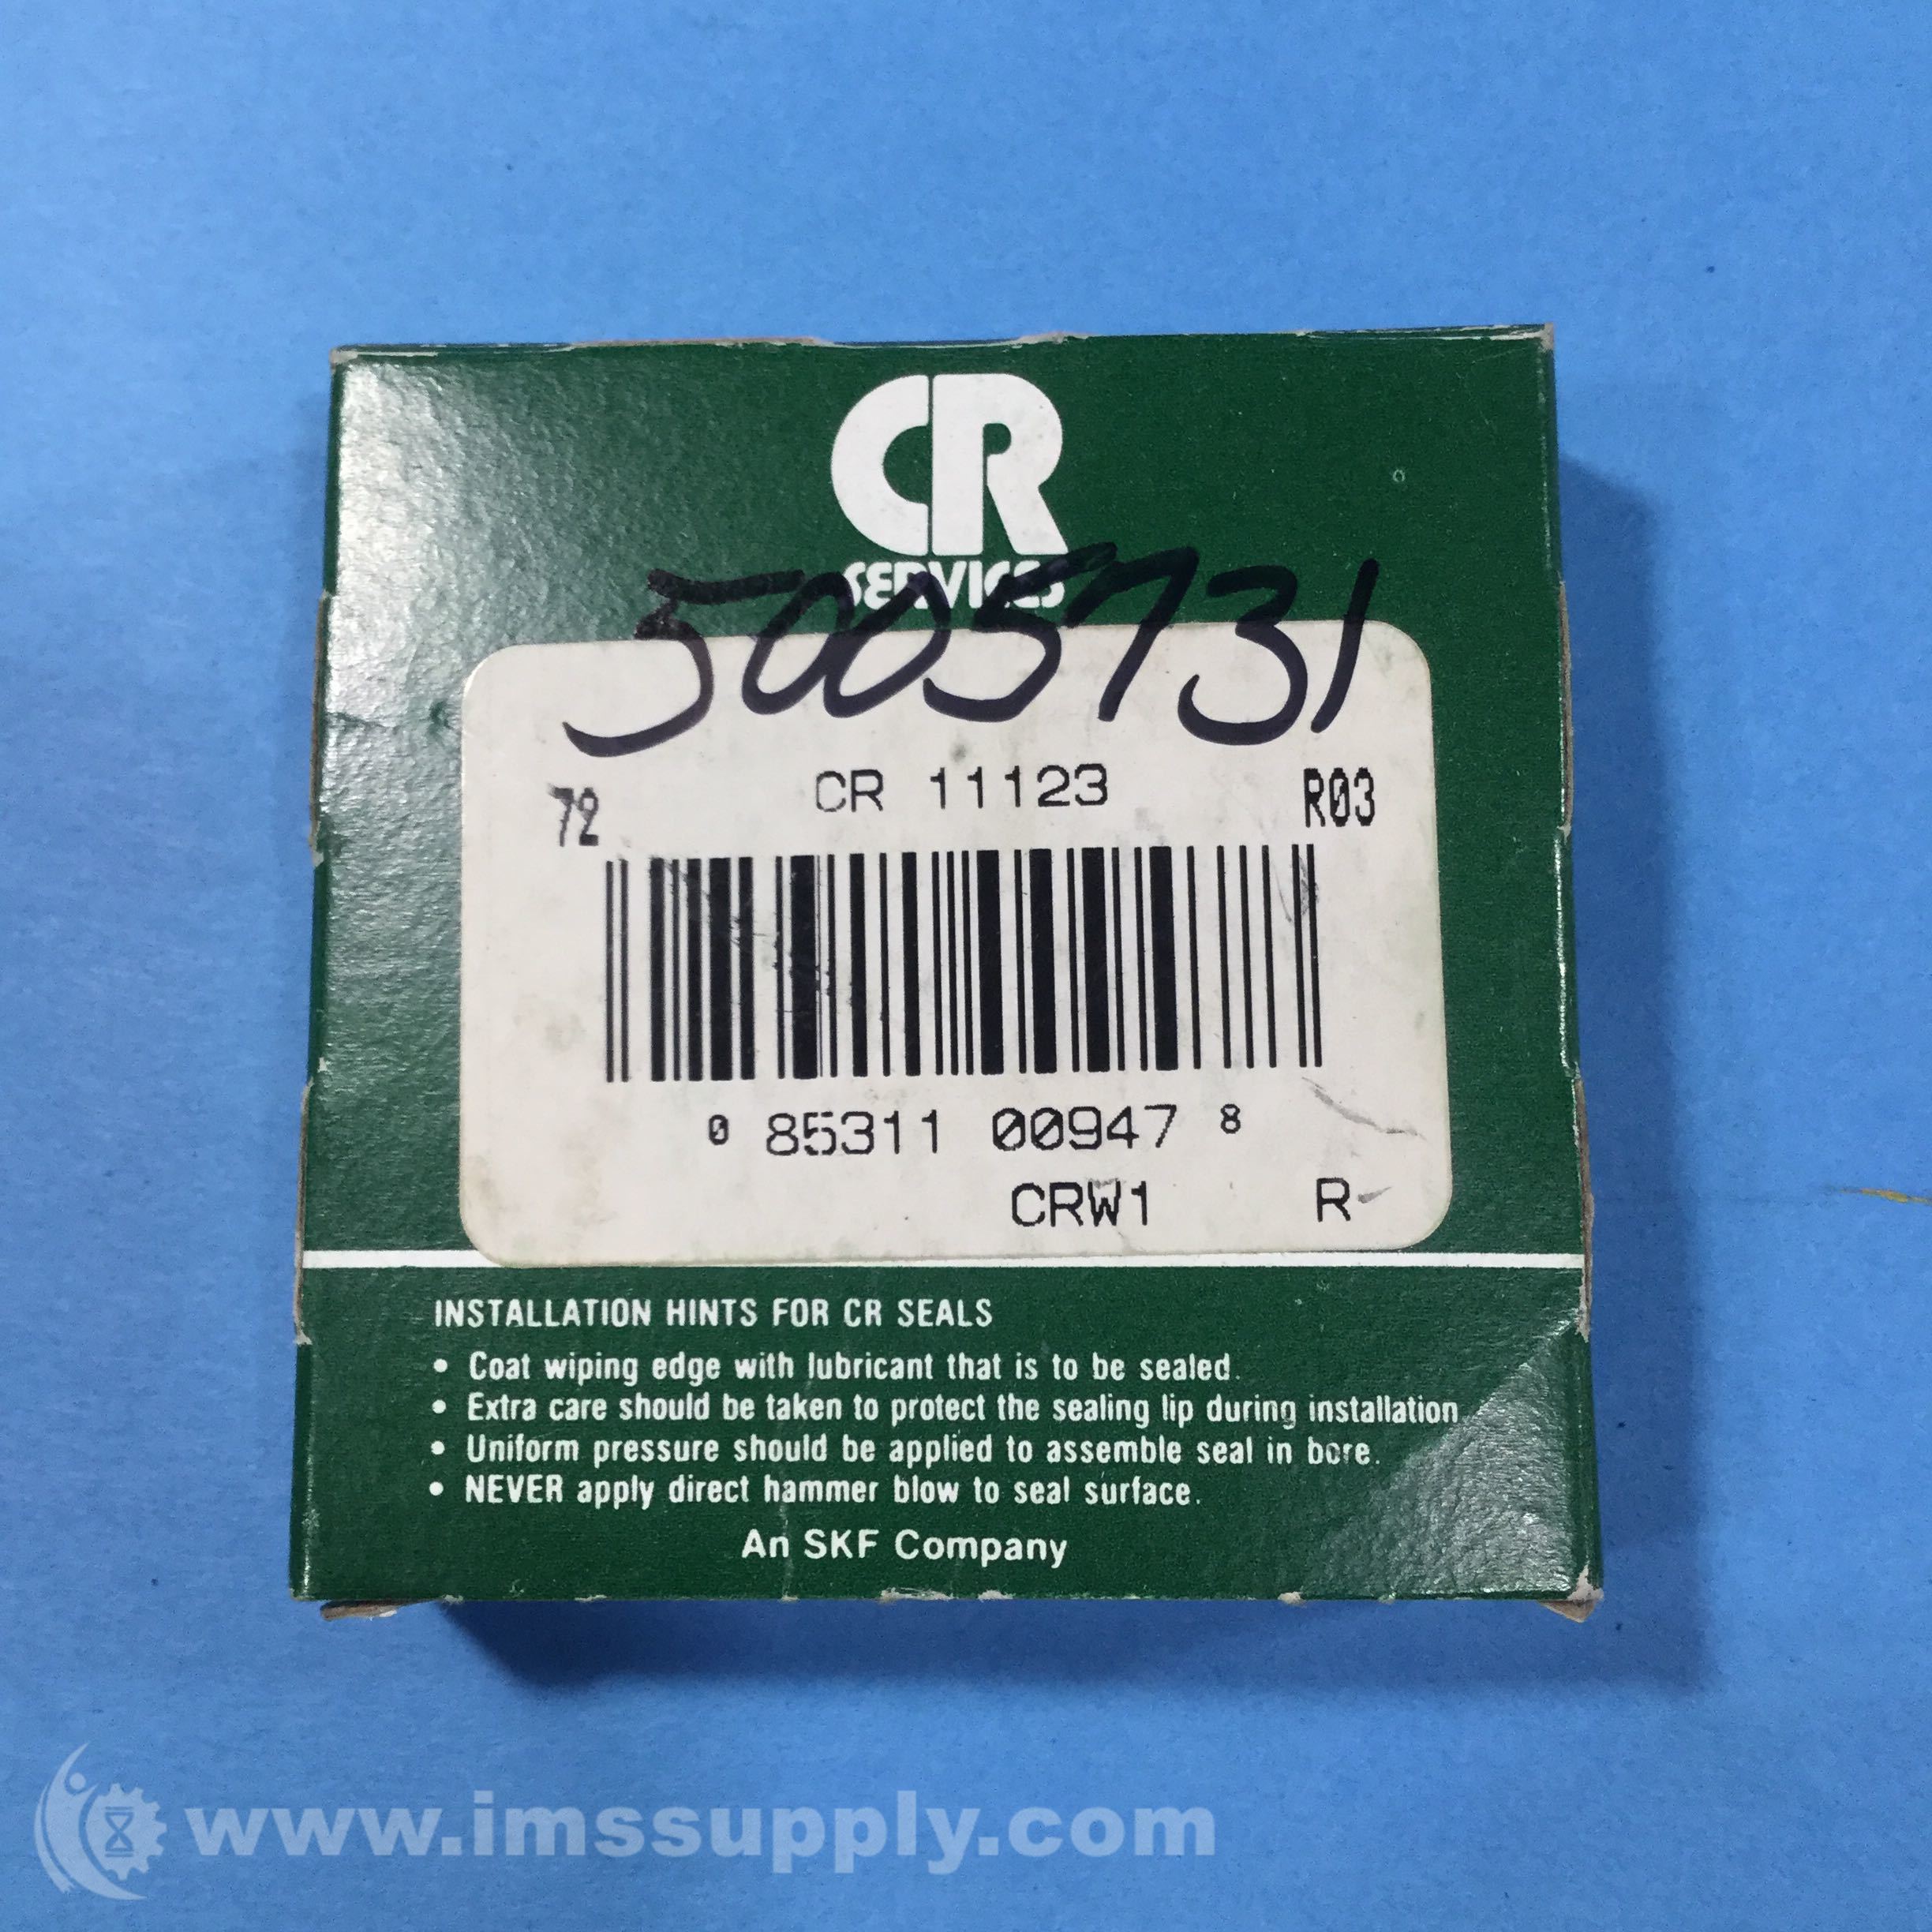 CR
SERVICES
5005731
72 CR 11123 R03
0 85311 00947 8
CRW1 R-
INSTALLATION HINTS FOR CR SEALS
• Coat wiping edge with lubricant that is to be sealed.
• Extra care should be taken to protect the sealing lip during installation.
• Uniform pressure should be applied to assemble seal in bore.
• NEVER apply direct hammer blow to seal surface.
An SKF Company
www.imssupply.com